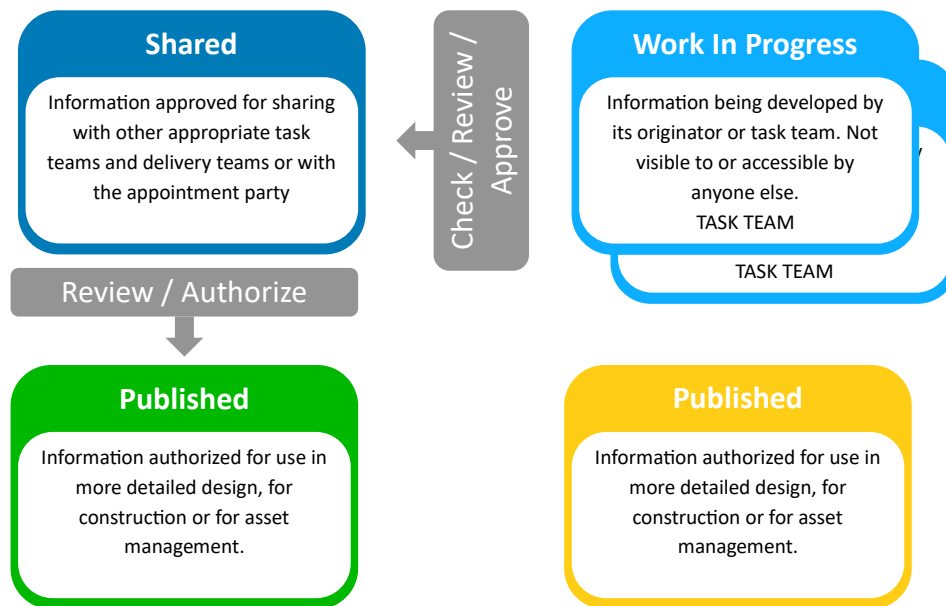 Shared
Information approved for sharing
with other appropriate task
teams and delivery teams or with
the appointment party
Check / Review /
Approve
Work In Progress
Information being developed by
its originator or task team. Not
visible to or accessible by
anyone else.
TASK TEAM
TASK TEAM
Review / Authorize
Published
Information authorized for use in
more detailed design, for
construction or for asset
management.
Published
Information authorized for use in
more detailed design, for
construction or for asset
management.